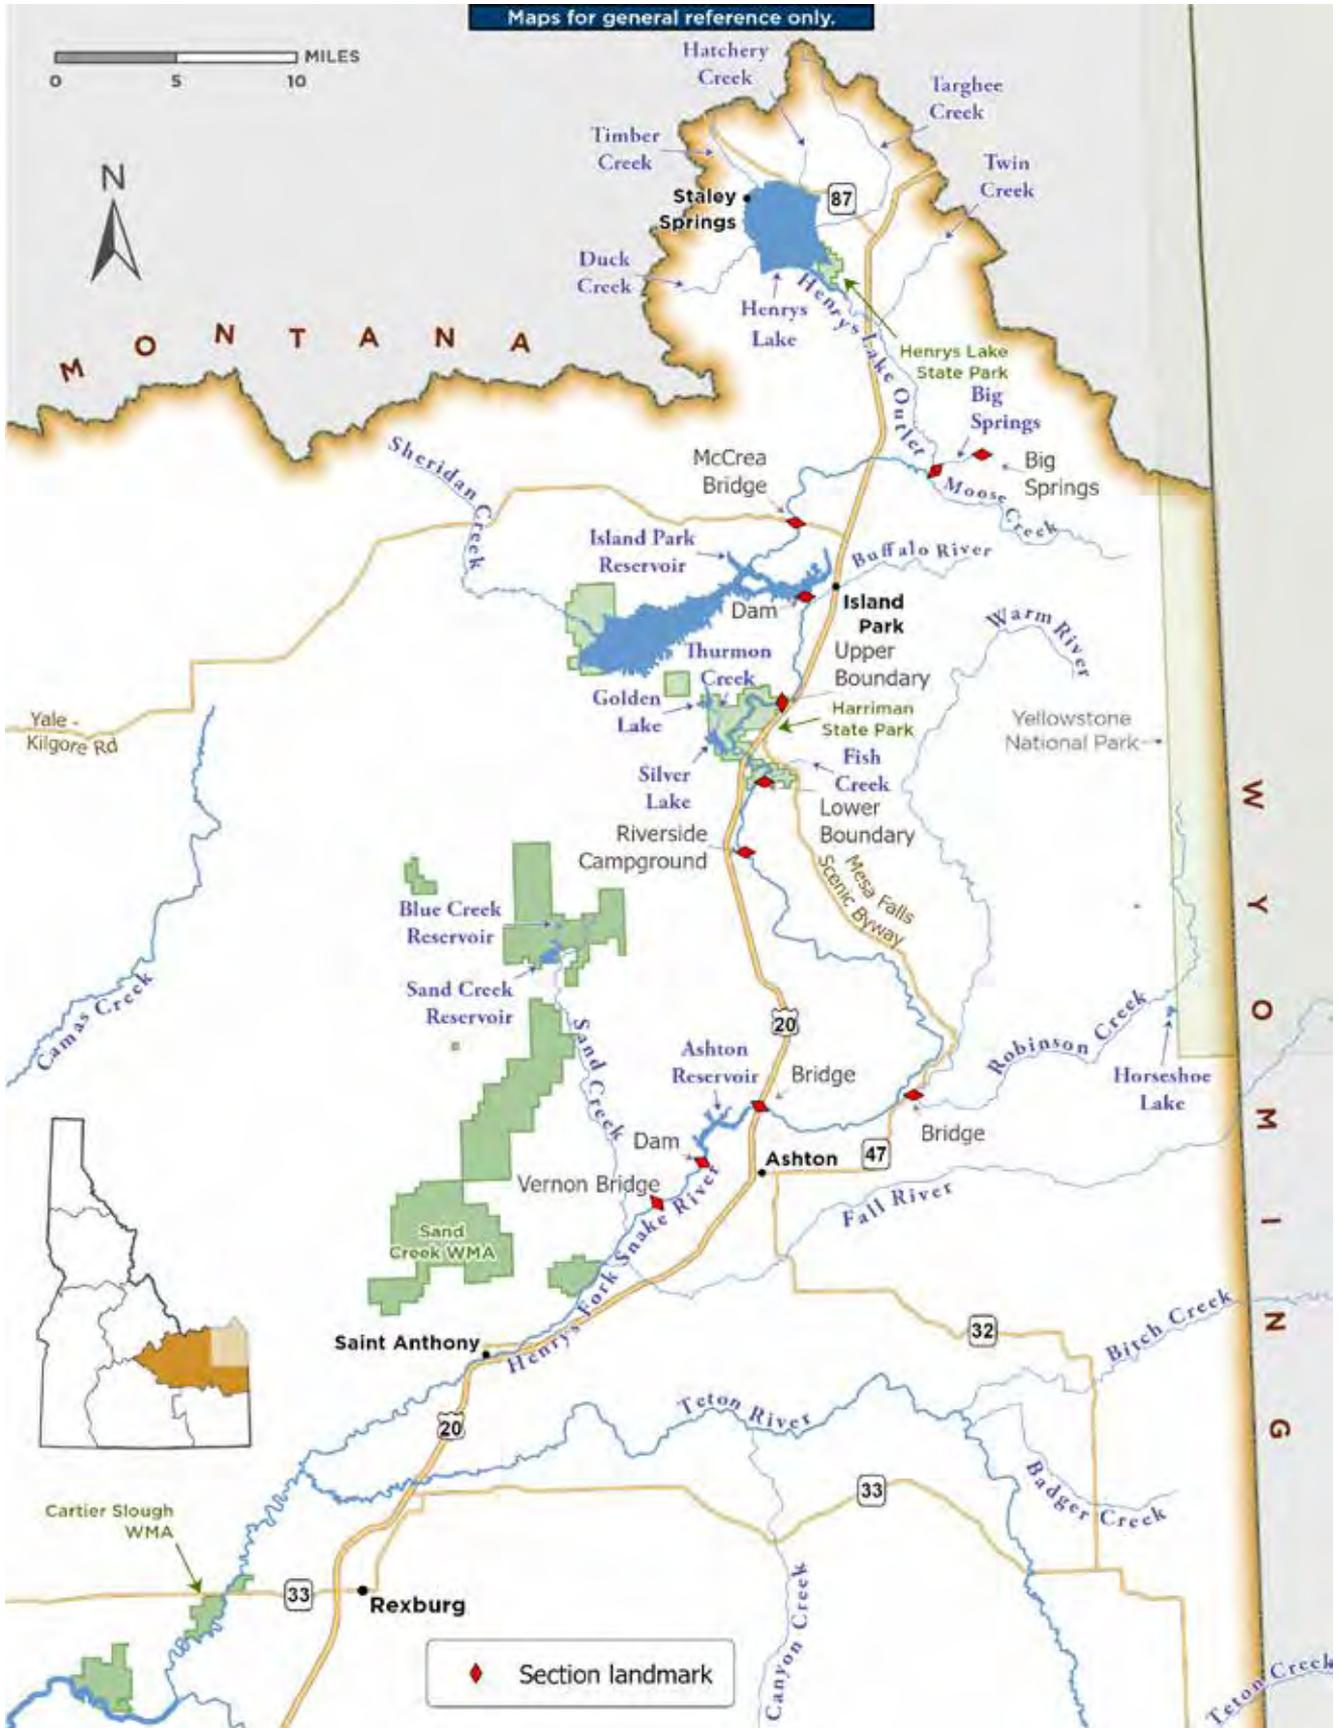 Maps for general reference only.
MILES
0 5 10
N
Hatchery
Creek
Targhee
Creek
Timber
Creek
Twin
Creek
Staley
Springs
87
Duck
Creek
Henrys
Lake
Henrys Lake Outlet
Henrys Lake
State Park
MONTANA
Big
Springs
Big
Springs
McCrea
Bridge
Sheridan Creek
Moose Creek
Island Park
Reservoir
Buffalo River
Dam
Island
Park
Warm River
Upper
Boundary
Thurmon
Creek
Golden
Lake
Harriman
State Park
Yellowstone
National Park
Yale -
Kilgore Rd
Fish
Creek
Silver
Lake
Lower
Boundary
Riverside
Campground
Mesa Falls
Scenic Byway
WYOMING
Blue Creek
Reservoir
Sand Creek
Reservoir
Camas Creek
Sand Creek
20
Robinson Creek
Ashton
Reservoir
Bridge
Horseshoe
Lake
Bridge
Dam
47
Ashton
Vernon Bridge
Fall River
Sand
Creek WMA
Henrys Fork Snake River
32
Bitch Creek
Saint Anthony
Teton River
20
Badger Creek
33
Cartier Slough
WMA
33
Rexburg
Canyon Creek
Section landmark
Teton Creek